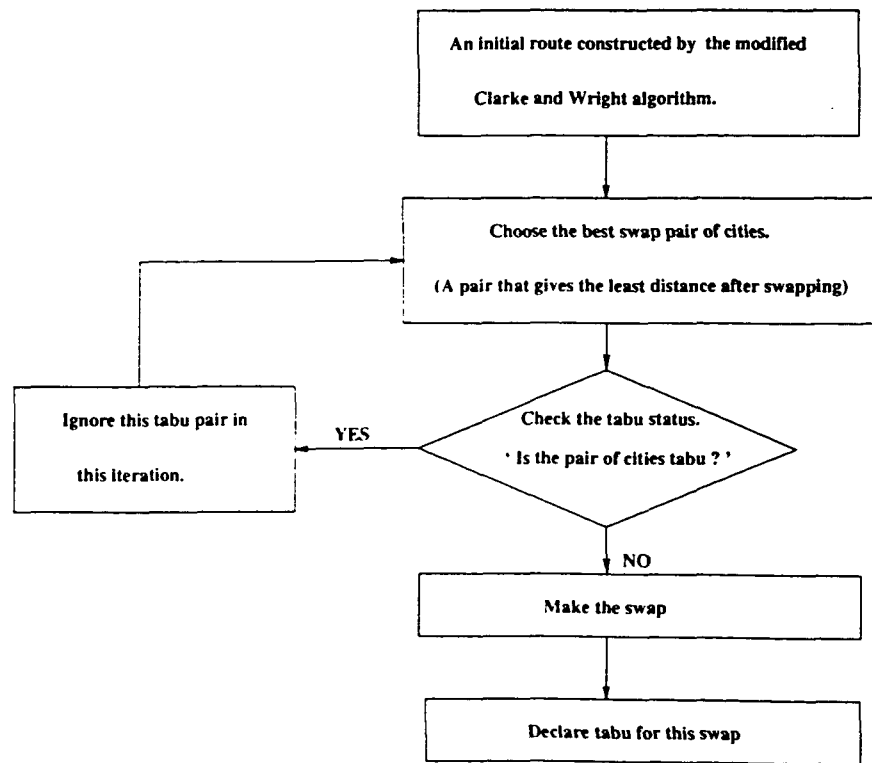 An initial route constructed by the modified
Clarke and Wright algorithm.
Choose the best swap pair of cities.
(A pair that gives the least distance after swapping)
Ignore this tabu pair in
this iteration.
YES
Check the tabu status.
' Is the pair of cities tabu ? '
NO
Make the swap
Declare tabu for this swap